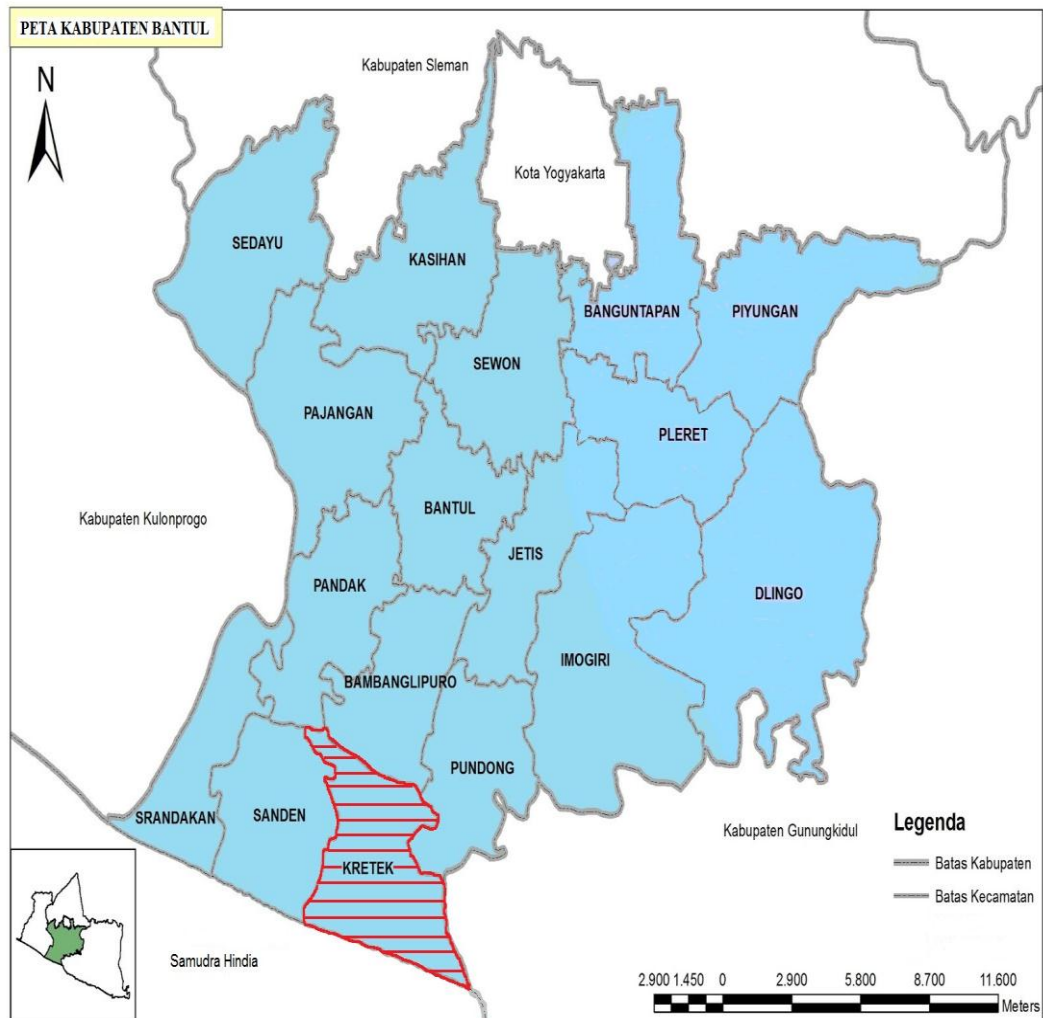 PETA KABUPATEN BANTUL
Kabupaten Sleman
N
Kota Yogyakarta
SEDAYU
KASIHAN
BANGUNTAPAN
PIYUNGAN
SEWON
PAJANGAN
PLERET
BANTUL
Kabupaten Kulonprogo
JETIS
PANDAK
DLINGO
IMOGIRI
BAMBANGLIPURO
PUNDONG
SANDEN
SRANDAKAN
KRETEK
Kabupaten Gunungkidul
Samudra Hindia
Legenda
Batas Kabupaten
Batas Kecamatan
2.900 1.450 0 2.900 5.800 8.700 11.600
Meters